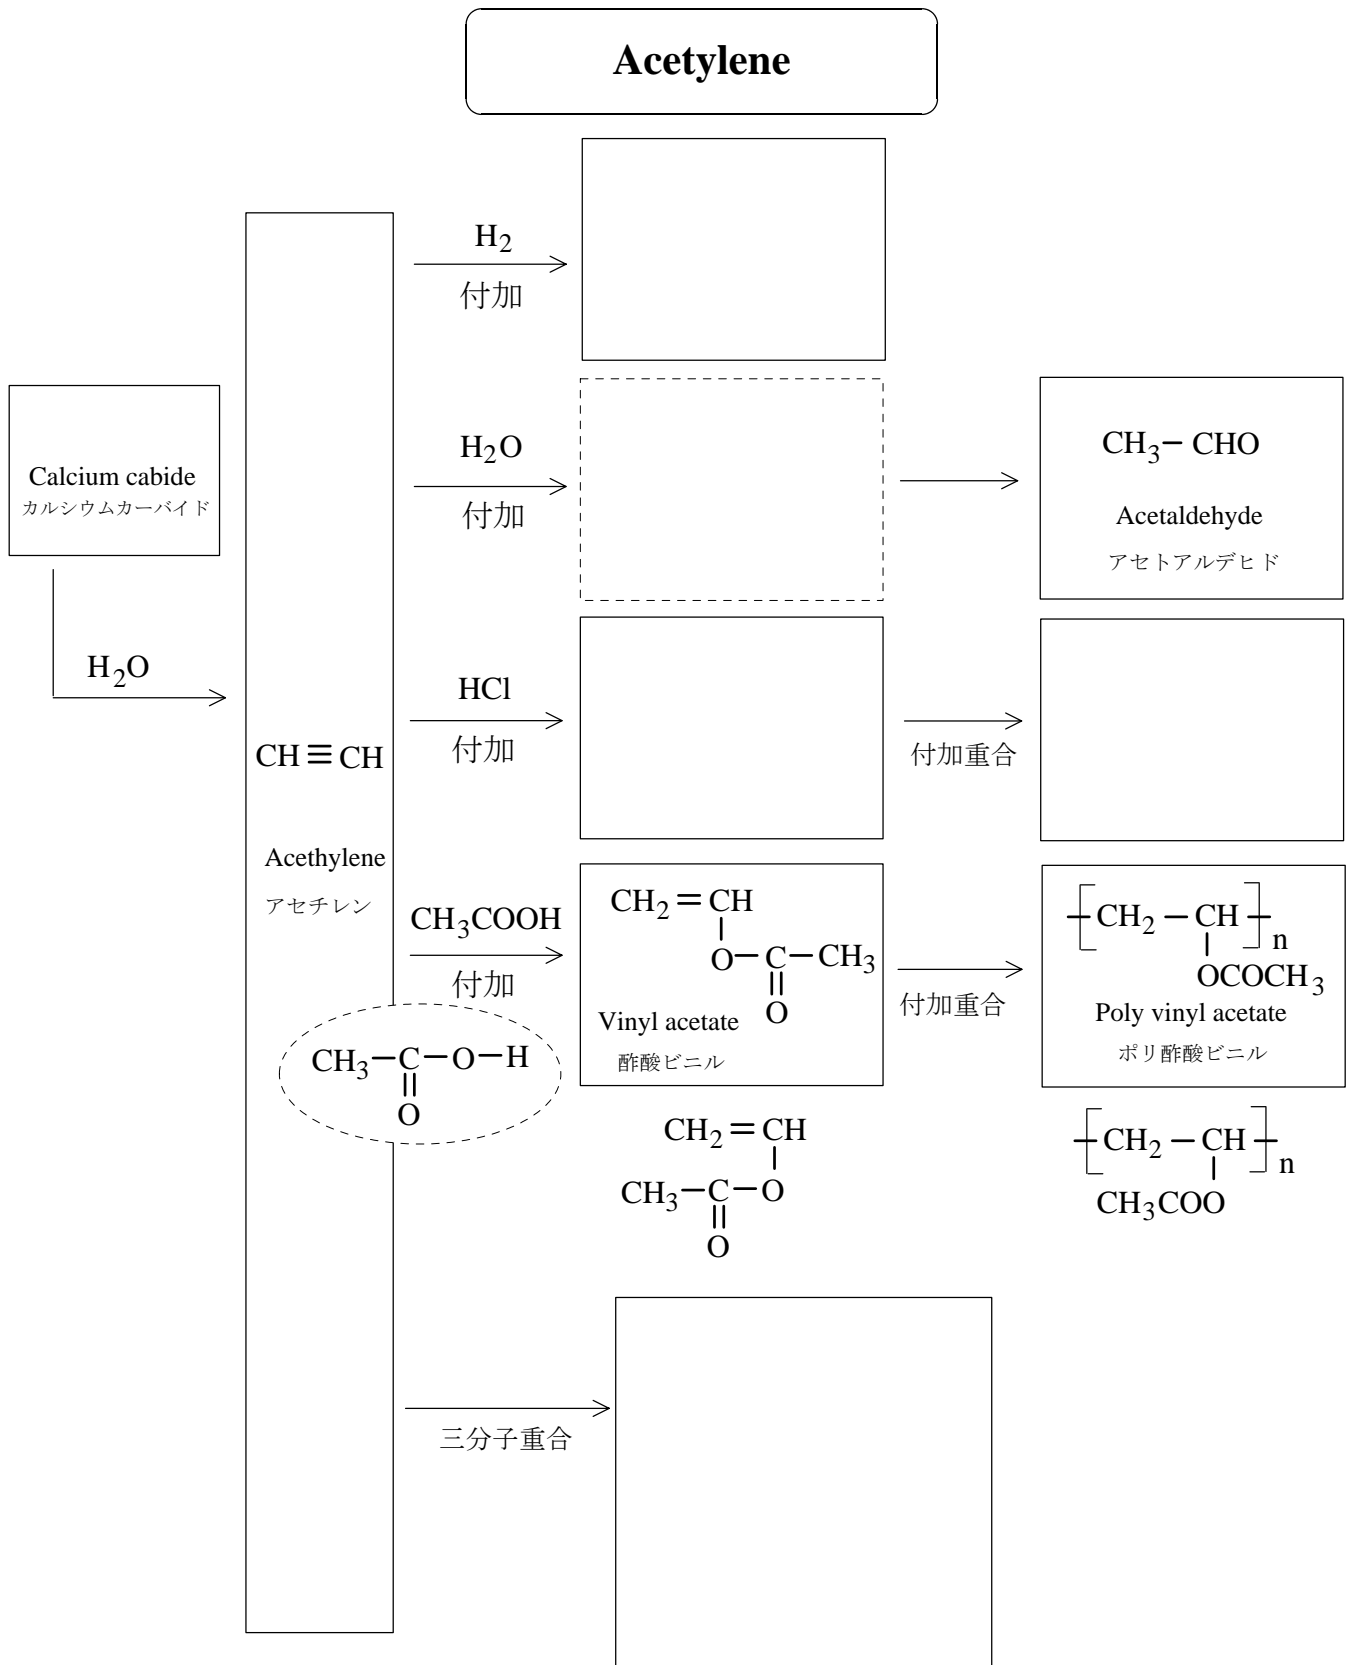 Acetylene
H2
付加
Calcium cabide
カルシウムカーバイド
H2O
CH≡CH
Acethylene
アセチレン
H2O
付加
CH3− CHO
Acetaldehyde
アセトアルデヒド
HCl
付加
付加重合
CH3COOH
付加
CH3−C−O−H
O
CH2=CH
O−C−CH3
O
Vinyl acetate
酢酸ビニル
付加重合
[CH2−CH]n
OCOCH3
Poly vinyl acetate
ポリ酢酸ビニル
CH2=CH
CH3−C−O
O
[CH2−CH]n
CH3COO
三分子重合